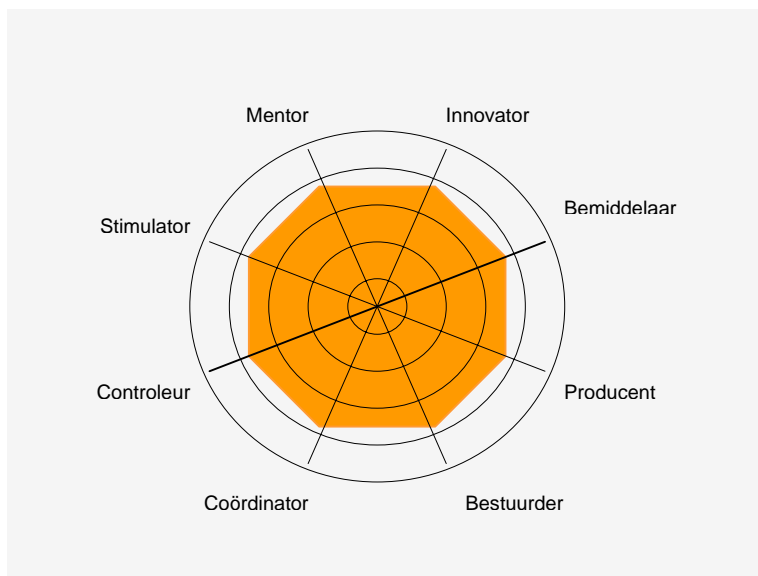 Mentor
Innovator
Stimulator
Bemiddelaar
Controleur
Producent
Coördinator
Bestuurder